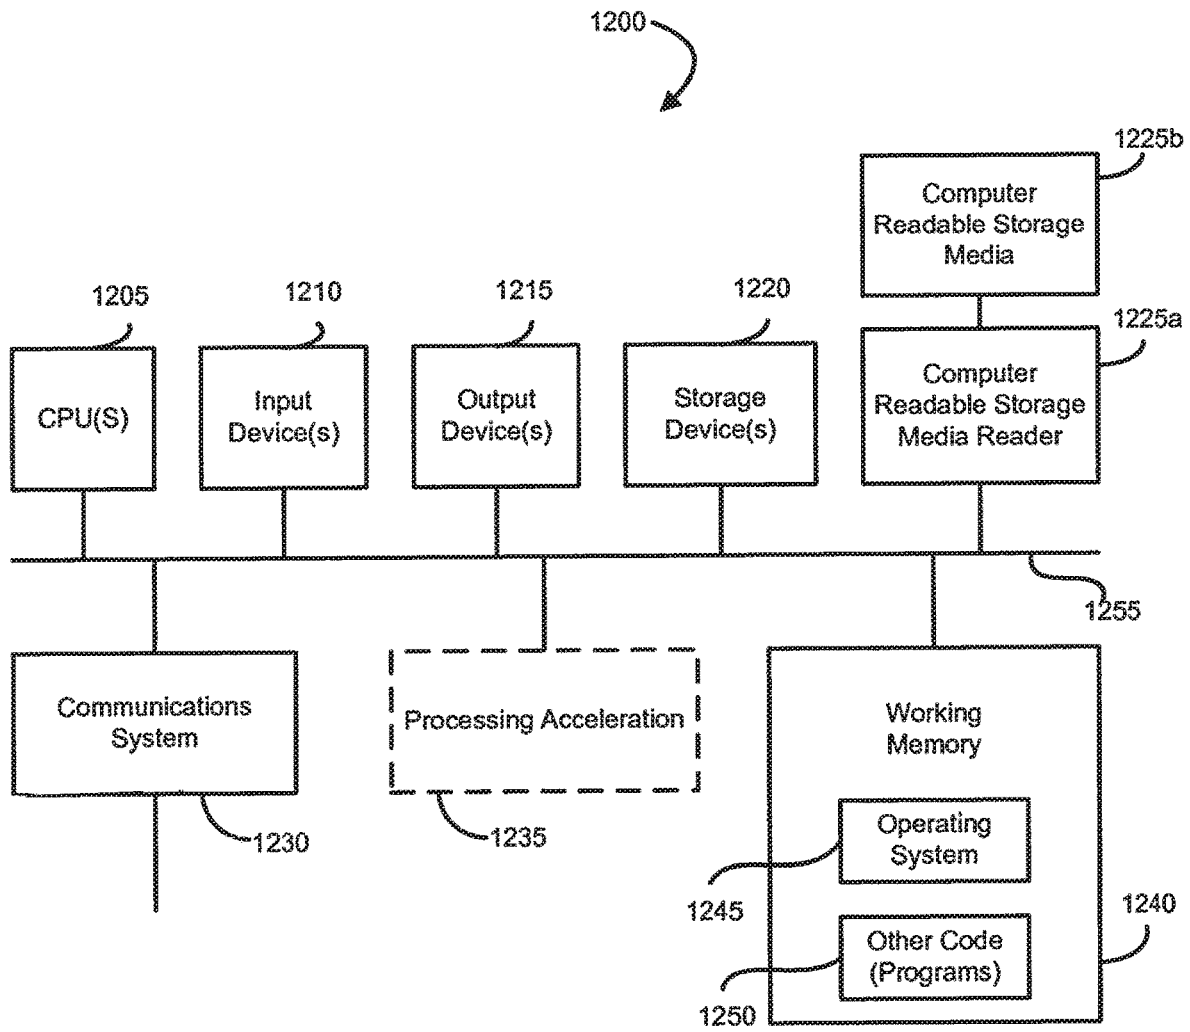 1200
1225b
Computer
Readable Storage
Media
1205
1210
1215
1220
1225a
CPU(S)
Input
Device(s)
Output
Device(s)
Storage
Device(s)
Computer
Readable Storage
Media Reader
1255
Communications
System
1230
Processing Acceleration
1235
Working
Memory
Operating
System
1245
1240
Other Code
(Programs)
1250